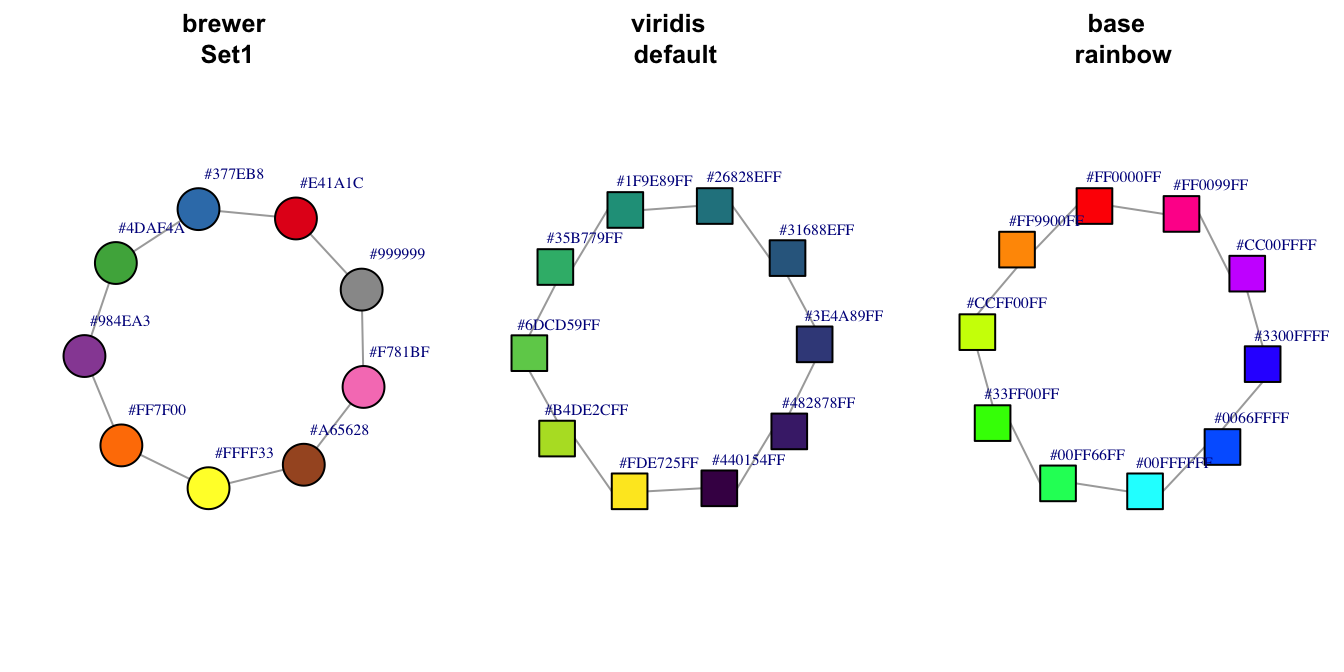 brewer
Set1
#377EB8
#E41A1C
#4DAF4A
#999999
#984EA3
#F781BF
#FF7F00
#A65628
#FFFF33
viridis
default
#1F9E89FF
#26828EFF
#35B779FF
#31688EFF
#6DCD59FF
#3E4A89FF
#B4DE2CFF
#482878FF
#FDE725FF
#440154FF
base
rainbow
#FF0000FF
#FF0099FF
#FF9900FF
#CC00FFFF
#CCFF00FF
#3300FFFF
#33FF00FF
#0066FFFF
#00FF66FF
#00FFFFFF